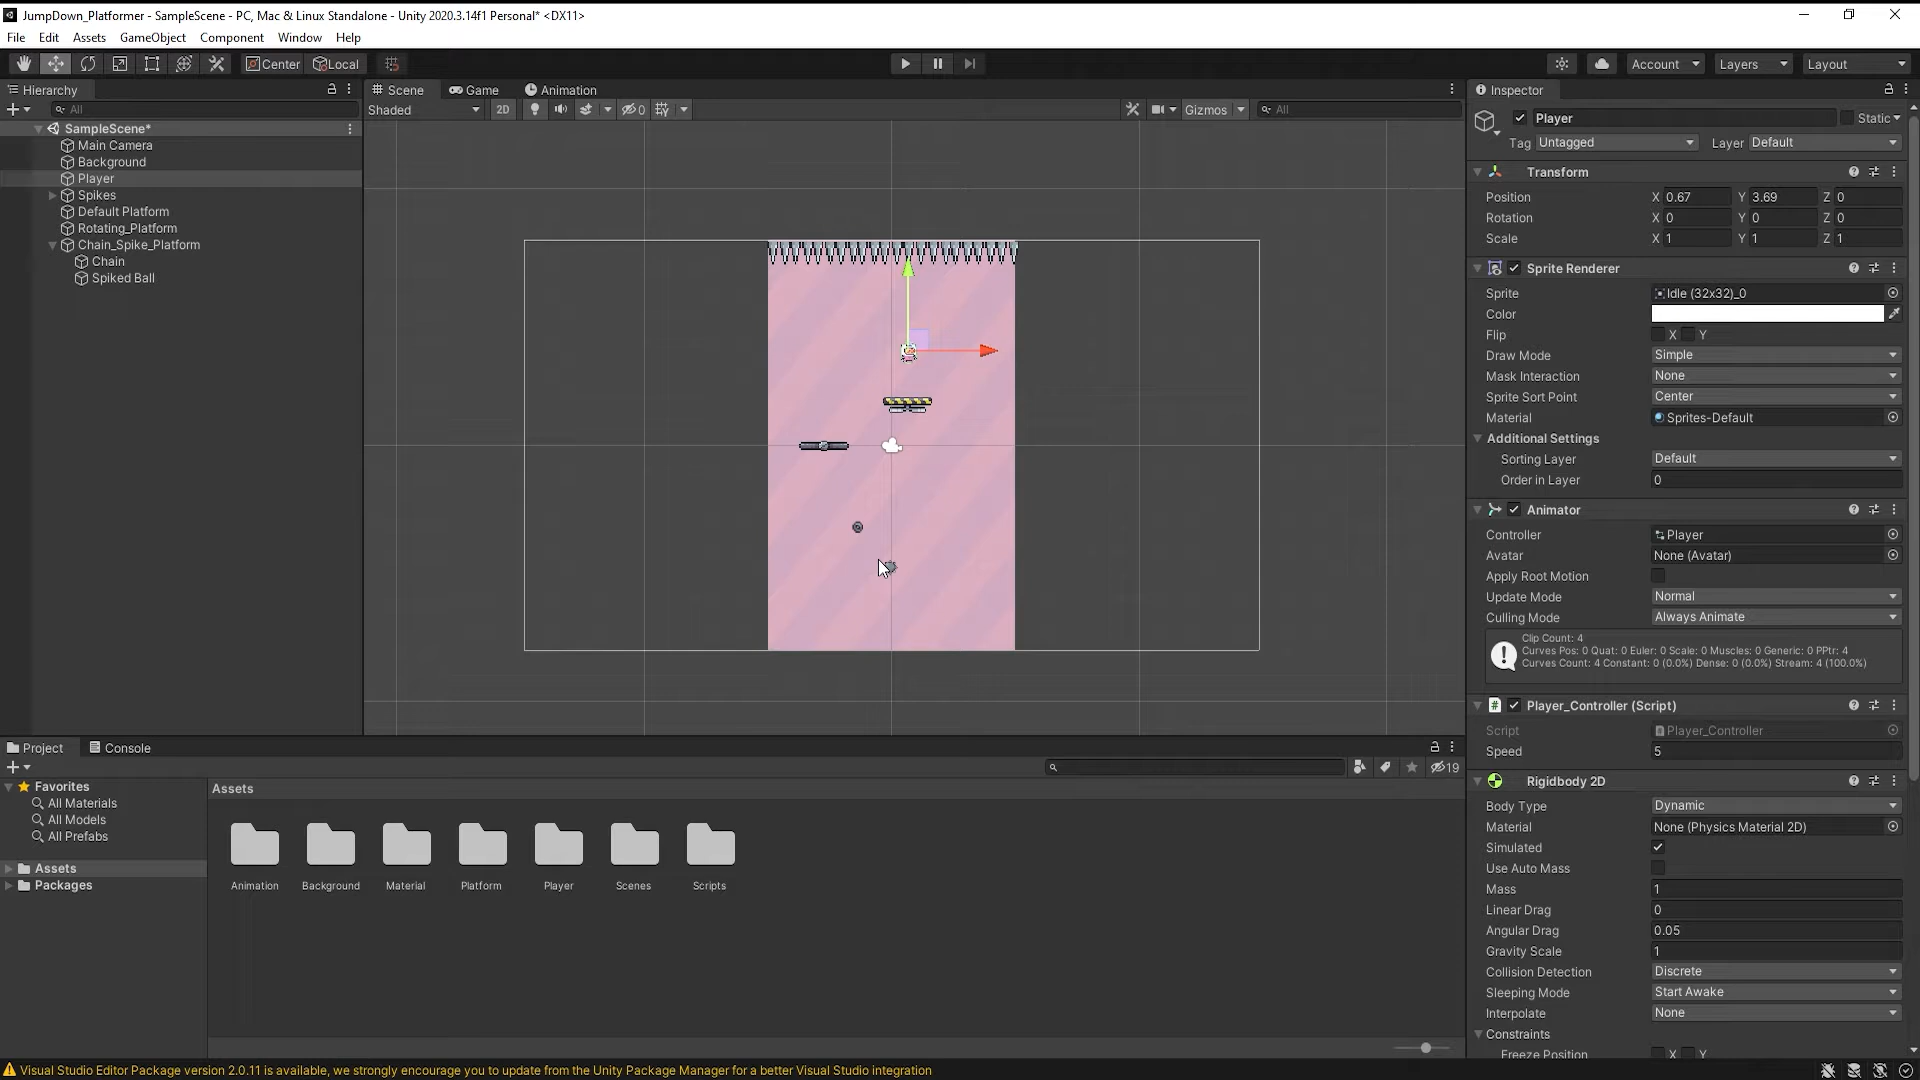 JumpDown_Platformer - SampleScene - PC, Mac & Linux Standalone - Unity 2020.3.14f1 Personal* <DX11>
File Edit Assets GameObject Component Window Help
Center Local Account Layers Layout
Hierarchy
All
SampleScene*
Main Camera
Background
Player
Spikes
Default Platform
Rotating_Platform
Chain_Spike_Platform
Chain
Spiked Ball
Scene Game Animation
Shaded 2D 0 Gizmos All
Inspector
Player Static
Tag Untagged Layer Default
Transform
Position X 0.67 Y 3.69 Z 0
Rotation X 0 Y 0 Z 0
Scale X 1 Y 1 Z 1
Sprite Renderer
Sprite Idle (32x32)_0
Color
Flip X Y
Draw Mode Simple
Mask Interaction None
Sprite Sort Point Center
Material Sprites-Default
Additional Settings
Sorting Layer Default
Order in Layer 0
Animator
Controller Player
Avatar None (Avatar)
Apply Root Motion
Update Mode Normal
Culling Mode Always Animate
Clip Count: 4
Curves Pos: 0 Quat: 0 Euler: 0 Scale: 0 Muscles: 0 Generic: 0 PPtr: 4
Curves Count: 4 Constant: 0 (0.0%) Dense: 0 (0.0%) Stream: 4 (100.0%)
Player_Controller (Script)
Script Player_Controller
Speed 5
Rigidbody 2D
Body Type Dynamic
Material None (Physics Material 2D)
Simulated
Use Auto Mass
Mass 1
Linear Drag 0
Angular Drag 0.05
Gravity Scale 1
Collision Detection Discrete
Sleeping Mode Start Awake
Interpolate None
Constraints
Freeze Position X Y
Project Console
19
Favorites
All Materials
All Models
All Prefabs
Assets
Packages
Assets
Animation Background Material Platform Player Scenes Scripts
Visual Studio Editor Package version 2.0.11 is available, we strongly encourage you to update from the Unity Package Manager for a better Visual Studio integration